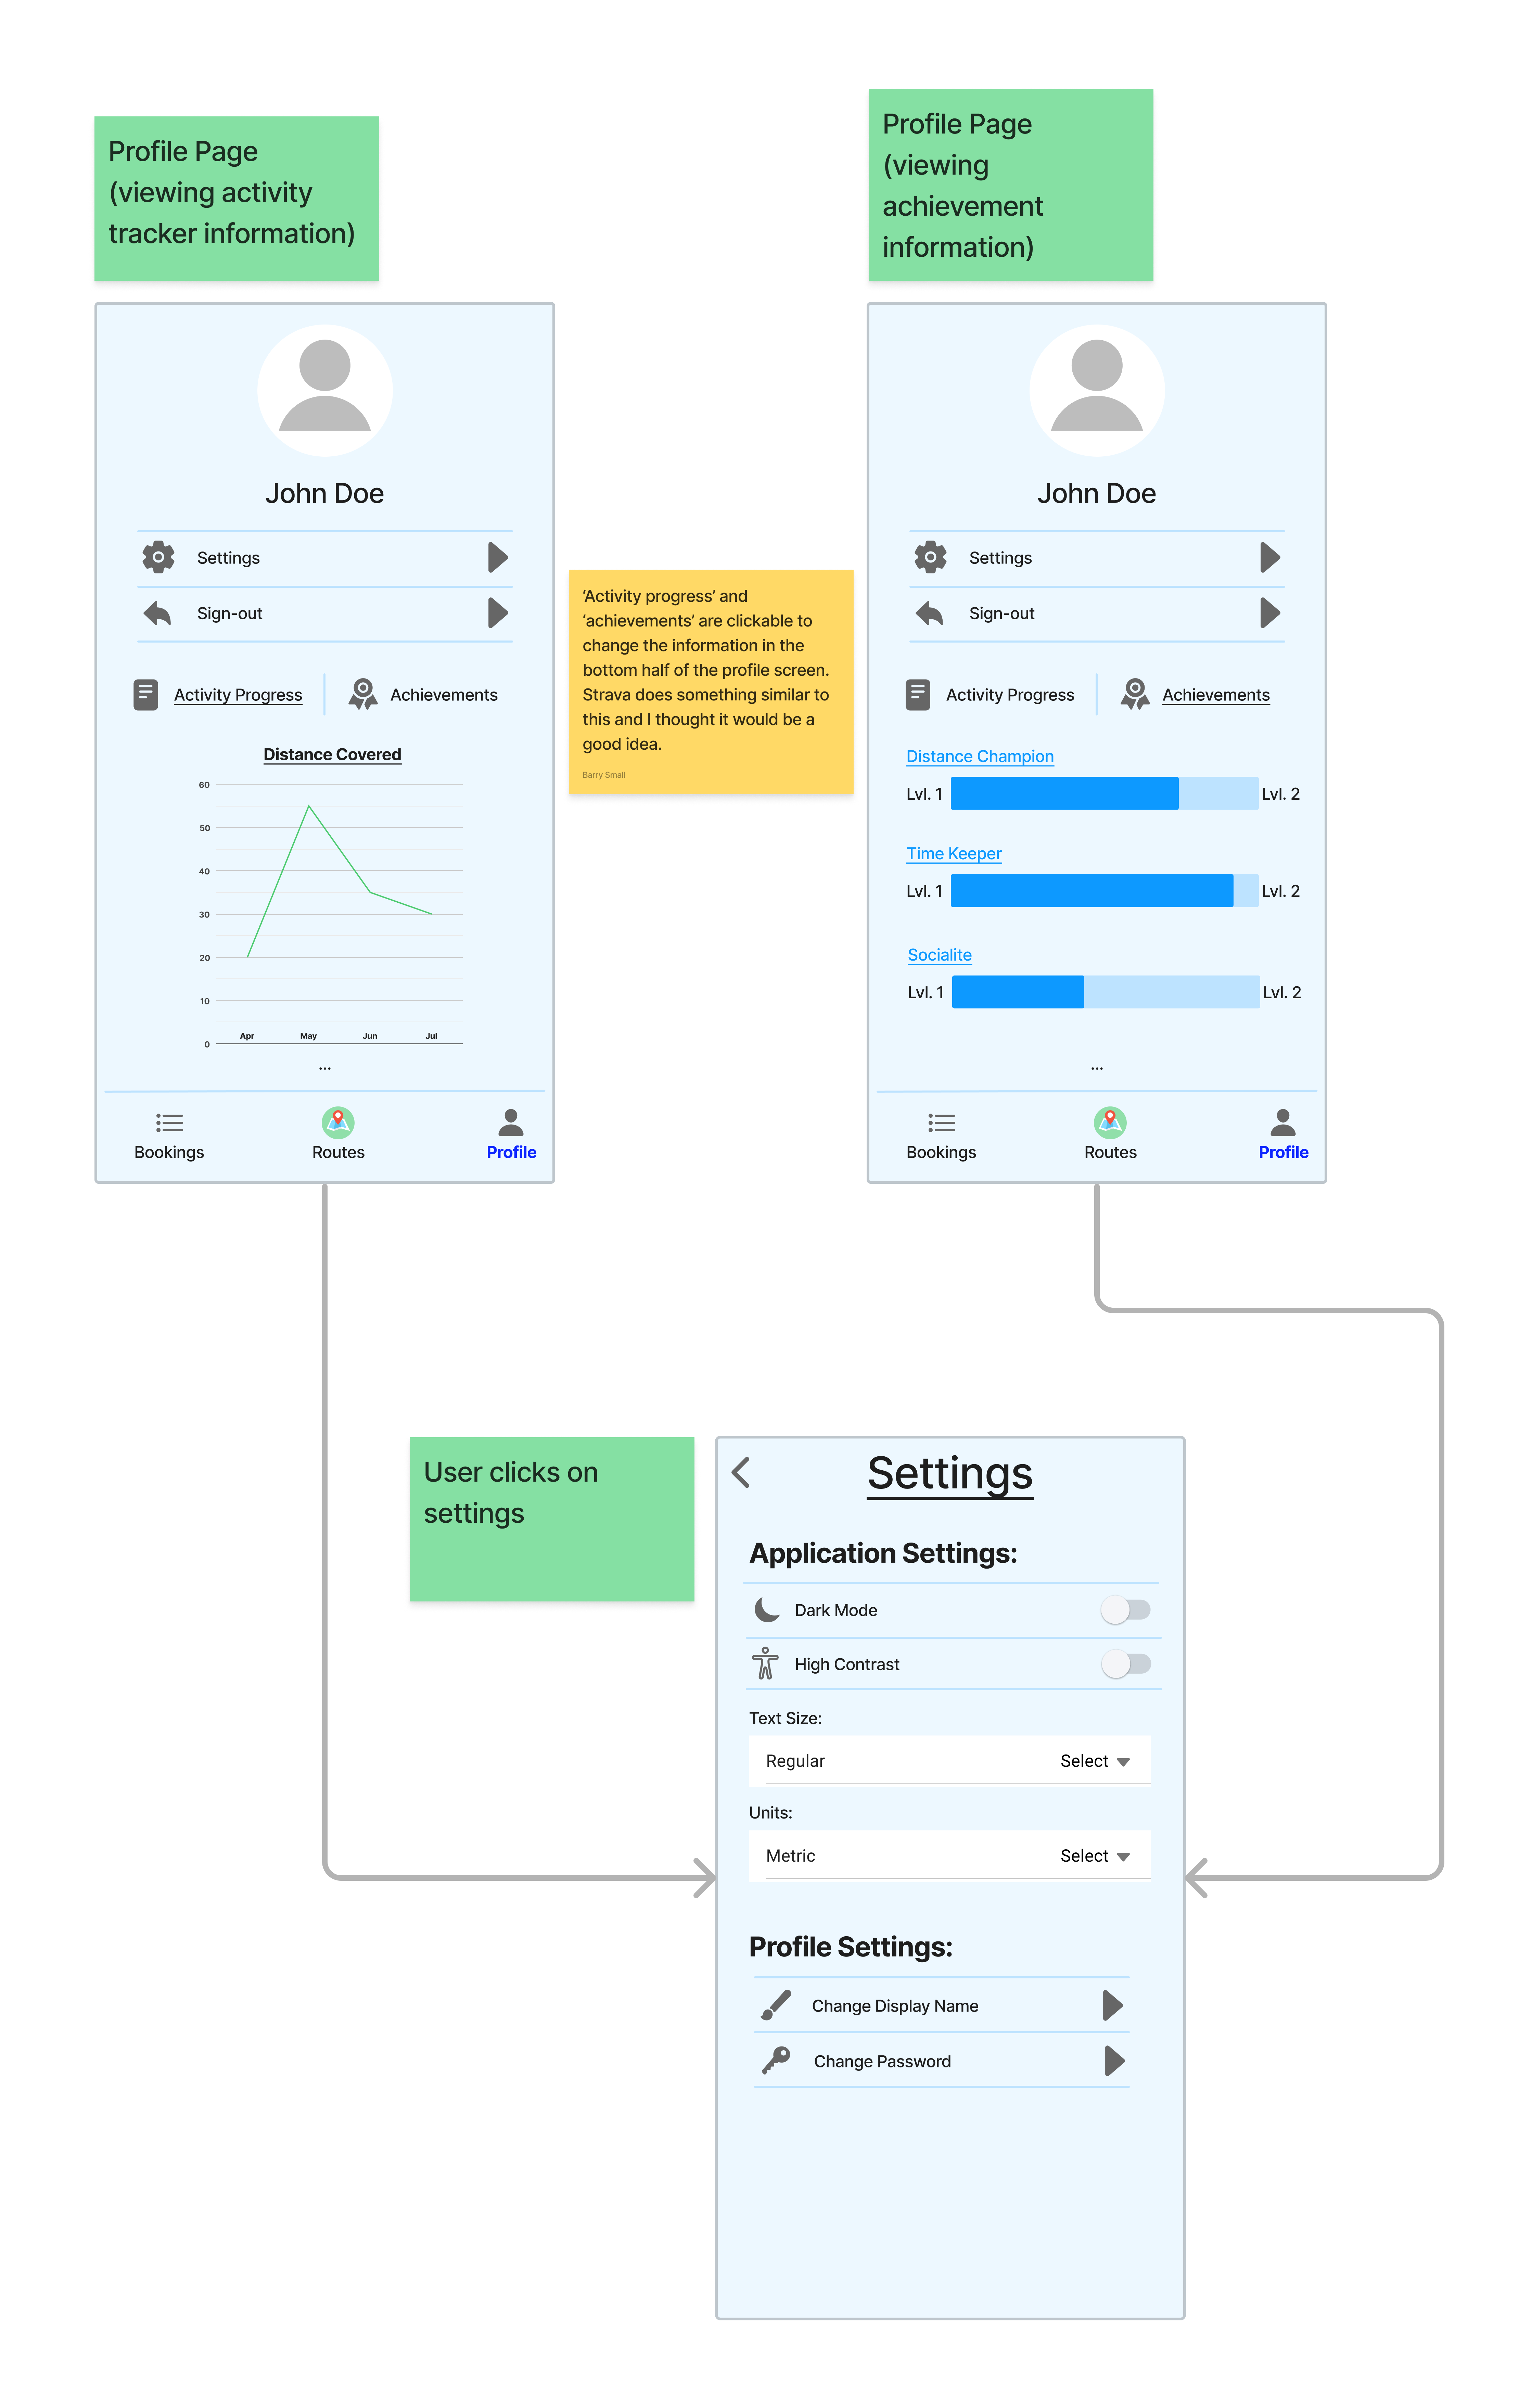 Profile Page
(viewing activity
tracker information)
Profile Page
(viewing
achievement
information)
John Doe
Settings
Sign-out
Activity Progress
Achievements
Distance Covered
60
50
40
30
20
10
0
Apr May Jun Jul
...
Bookings Routes Profile
‘Activity progress’ and
‘achievements’ are clickable to
change the information in the
bottom half of the profile screen.
Strava does something similar to
this and I thought it would be a
good idea.
Barry Small
John Doe
Settings
Sign-out
Activity Progress
Achievements
Distance Champion
Lvl. 1 Lvl. 2
Time Keeper
Lvl. 1 Lvl. 2
Socialite
Lvl. 1 Lvl. 2
...
Bookings Routes Profile
User clicks on
settings
Settings
Application Settings:
Dark Mode
High Contrast
Text Size:
Regular Select
Units:
Metric Select
Profile Settings:
Change Display Name
Change Password